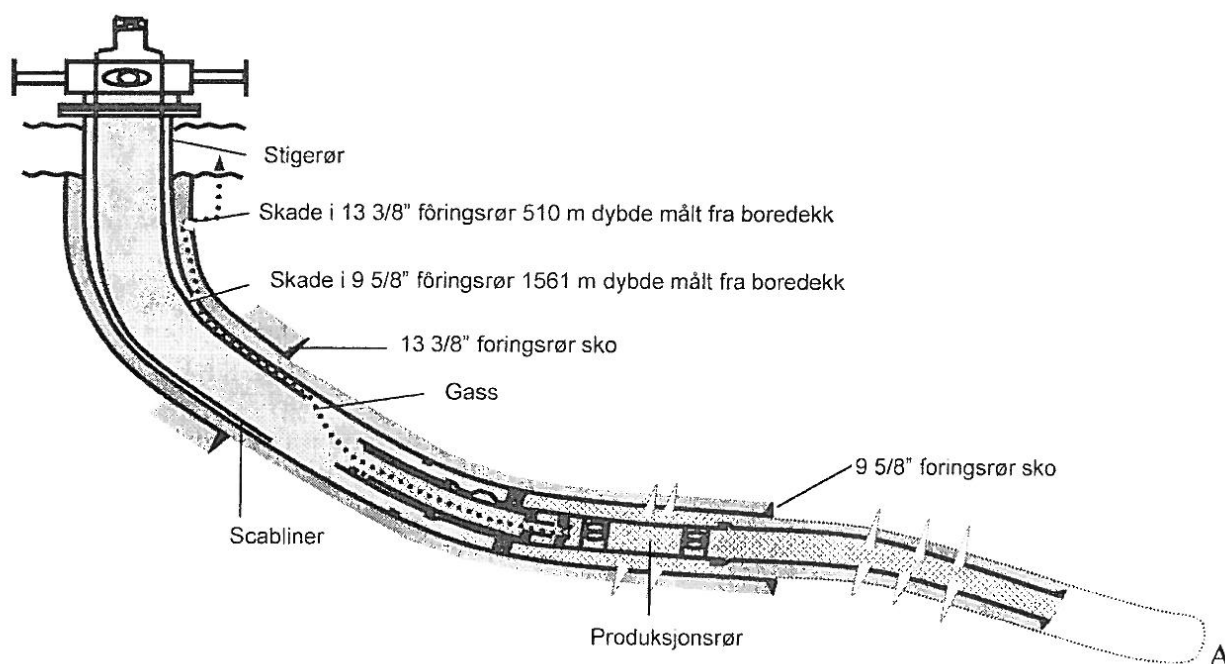 Stigerør
Skade i 13 3/8" fôringsrør 510 m dybde målt fra boredekk
Skade i 9 5/8" fôringsrør 1561 m dybde målt fra boredekk
13 3/8" foringsrør sko
Gass
9 5/8" foringsrør sko
Scabliner
Produksjonsrør
A